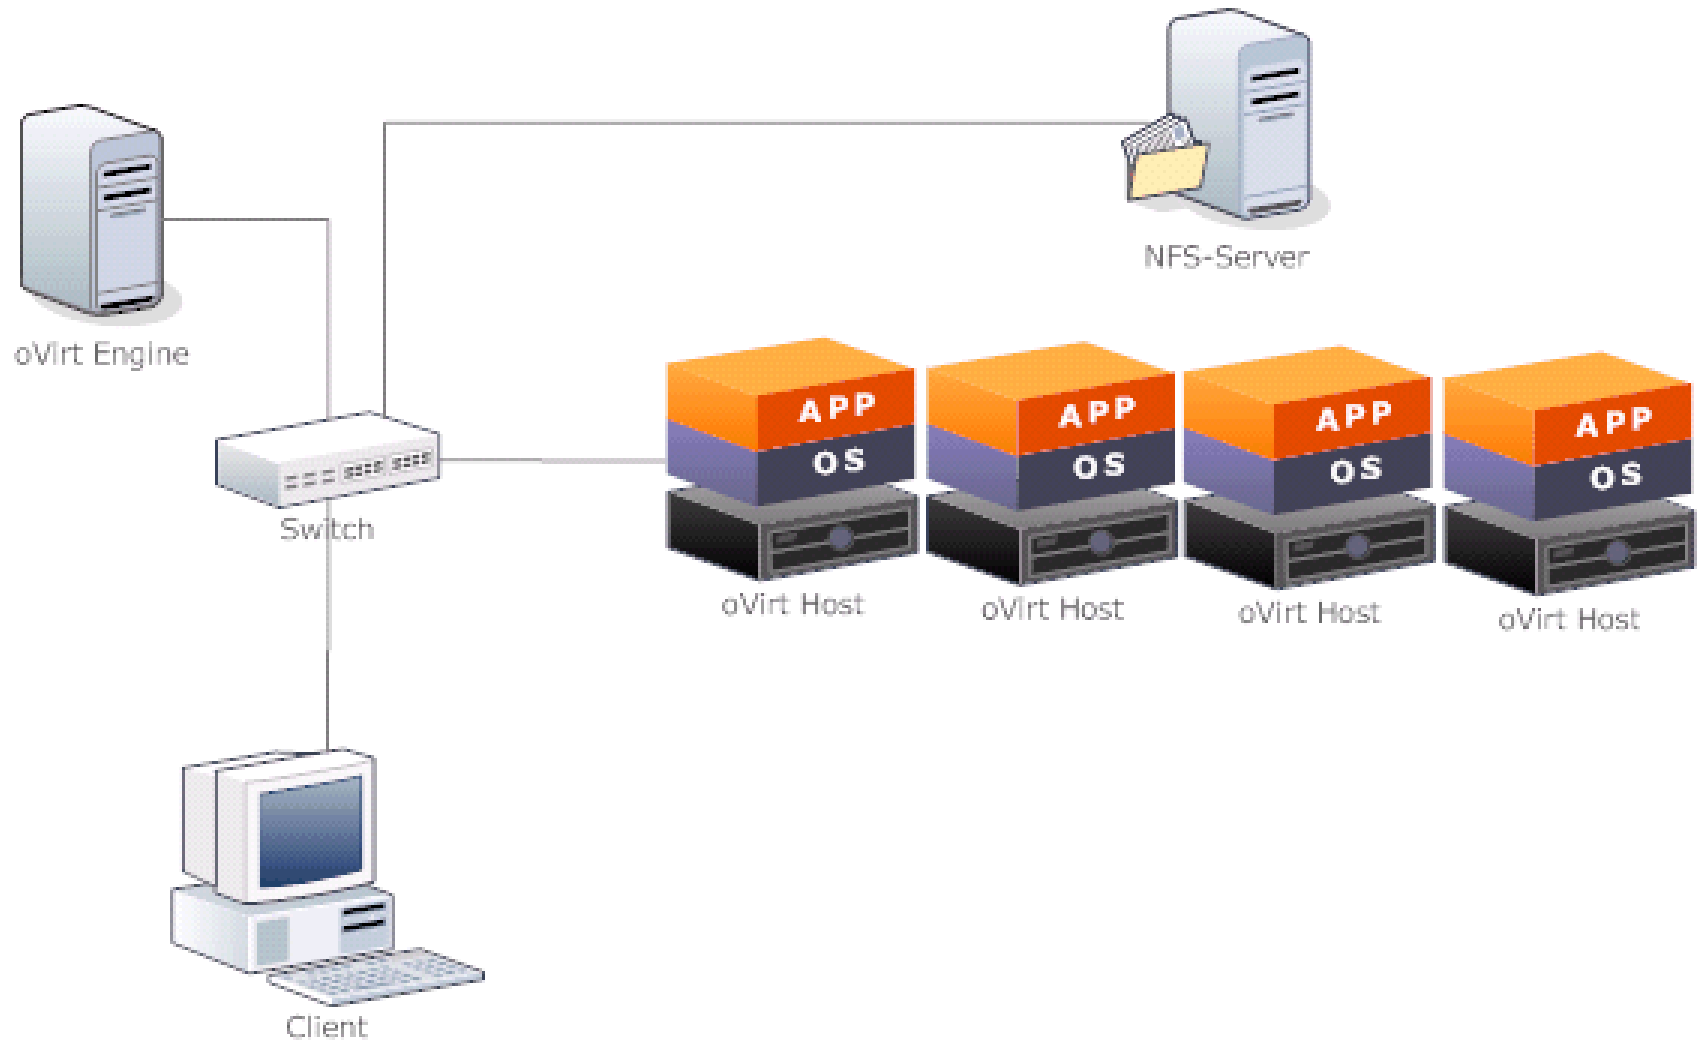 NFS-Server
oVirt Engine
APP
OS
APP
OS
APP
OS
APP
OS
Switch
oVirt Host
oVirt Host
oVirt Host
oVirt Host
Client